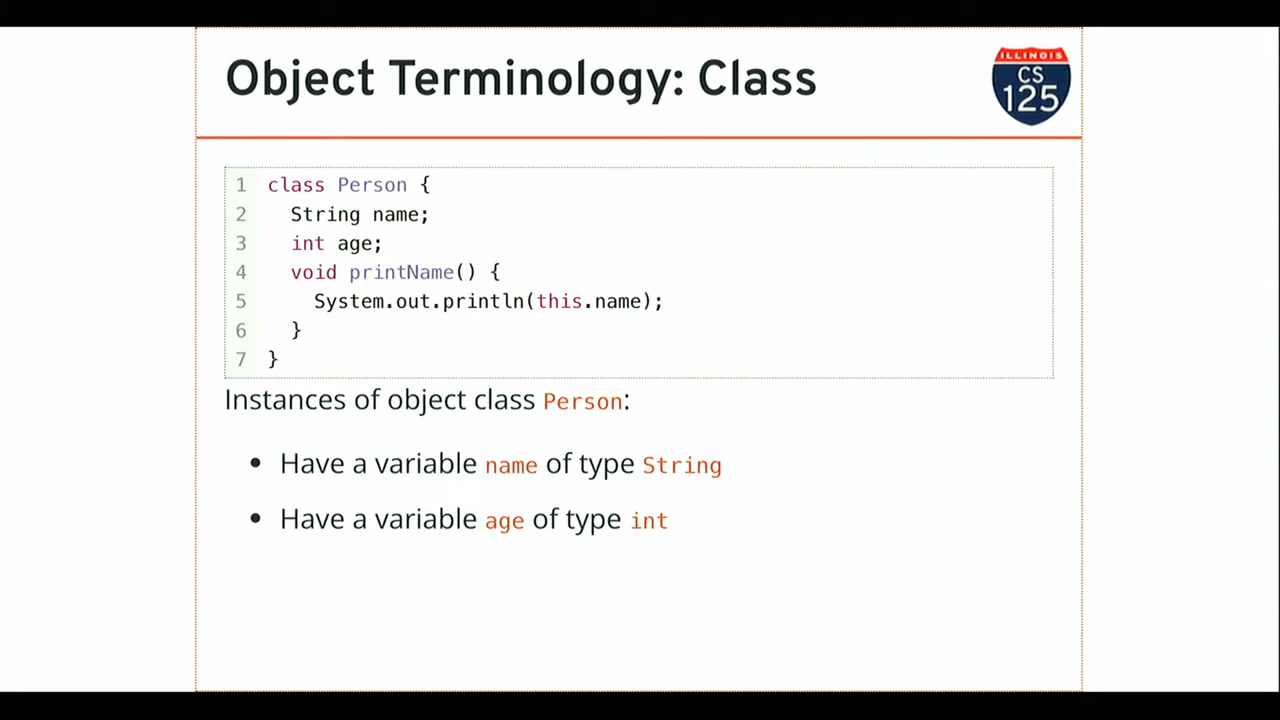 Object Terminology: Class
ILLINOIS
CS
125
1 class Person {
2   String name;
3   int age;
4   void printName() {
5     System.out.println(this.name);
6   }
7 }
Instances of object class Person:
• Have a variable name of type String
• Have a variable age of type int